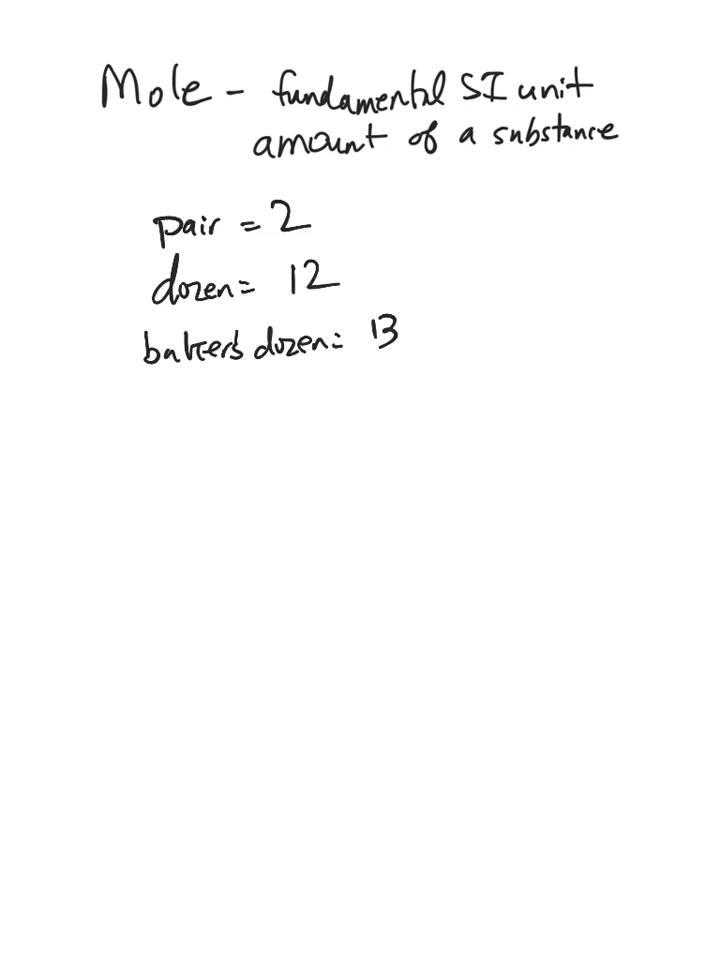 Mole - fundamental SI unit
amount of a substance
pair = 2
dozen = 12
bakers dozen = 13